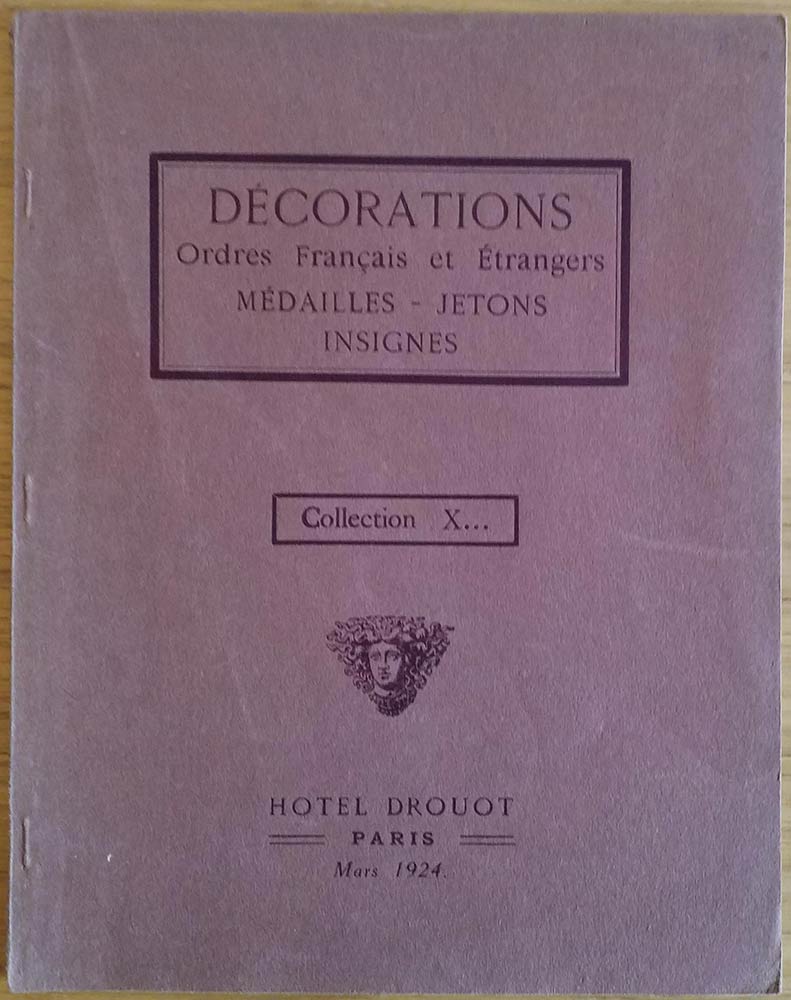 DÉCORATIONS
Ordres Français et Étrangers
MÉDAILLES - JETONS
INSIGNES
Collection X...
HOTEL DROUOT
PARIS
Mars 1924.